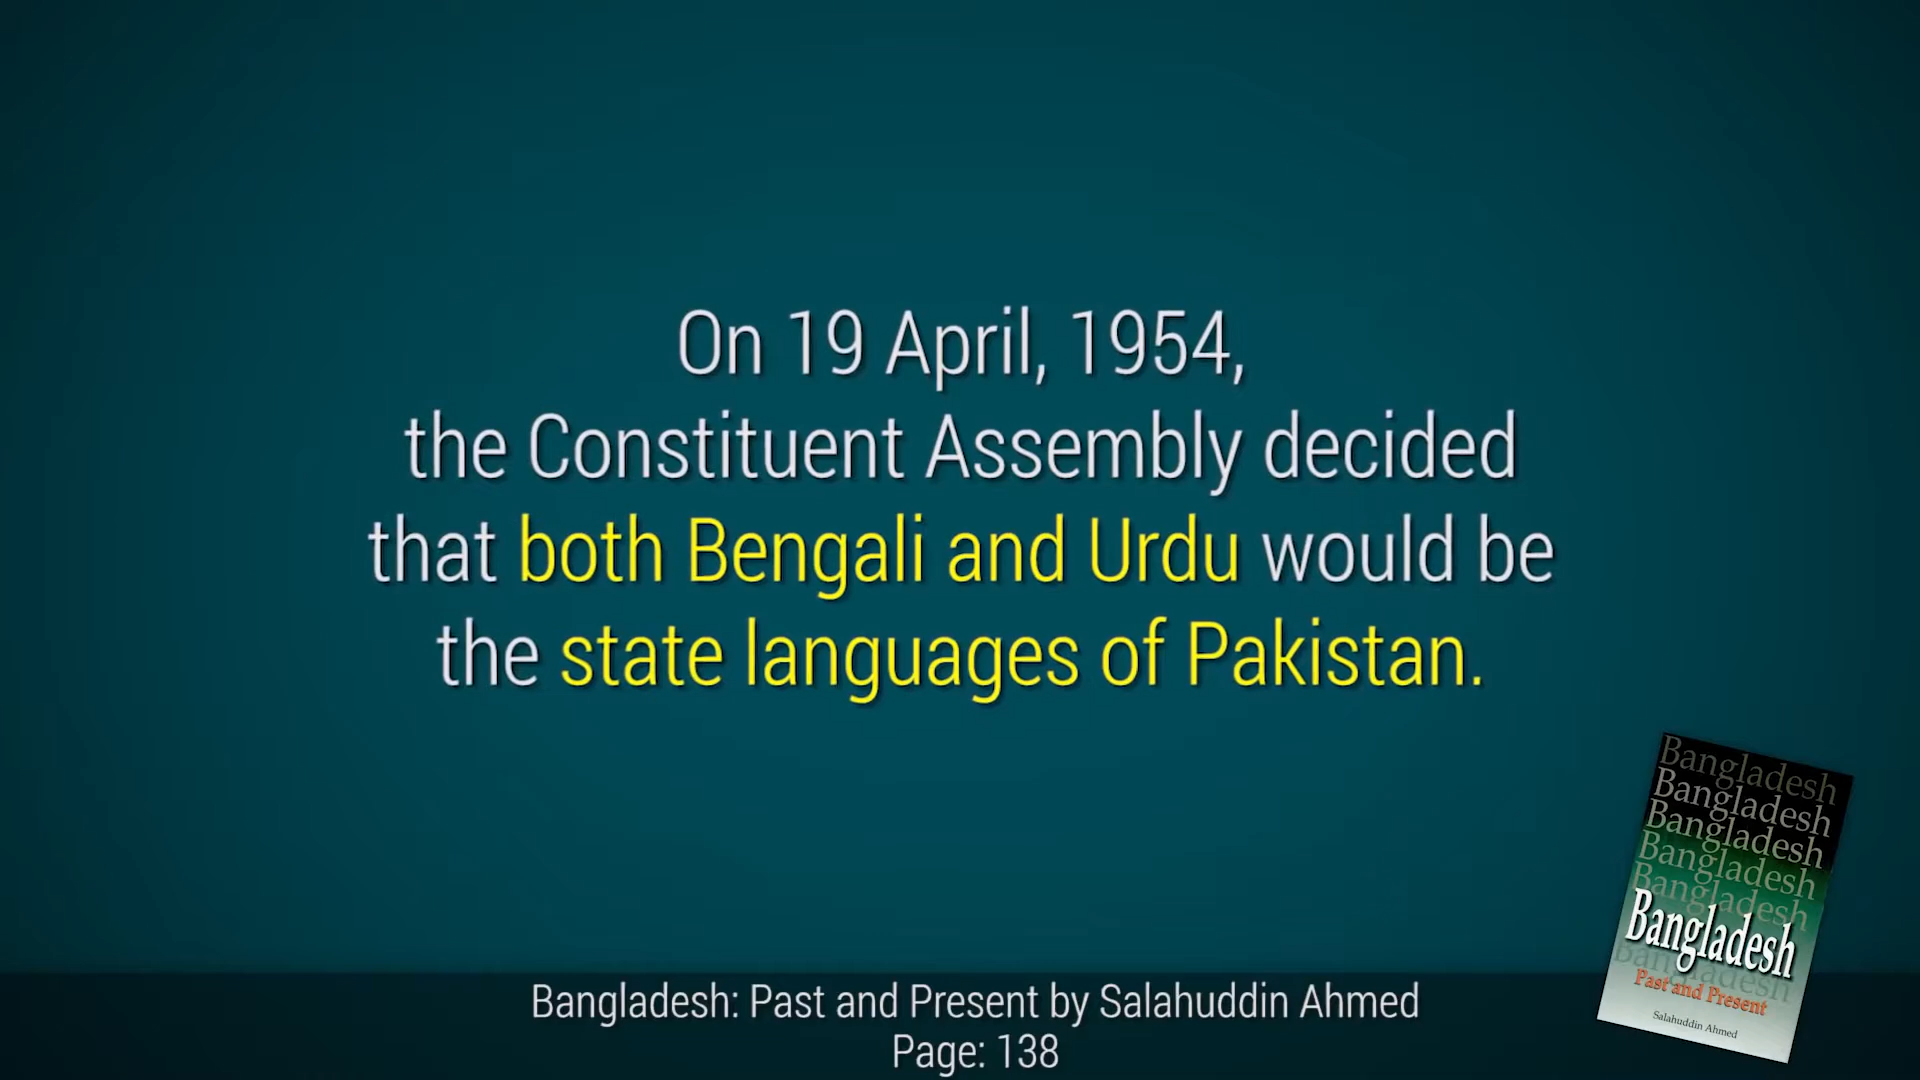 On 19 April, 1954,
the Constituent Assembly decided
that both Bengali and Urdu would be
the state languages of Pakistan.
Bangladesh
Bangladesh
Bangladesh
Bangladesh
Bangladesh
Bangladesh
Bangladesh
Past and Present
Salahuddin Ahmed
Bangladesh: Past and Present by Salahuddin Ahmed
Page: 138